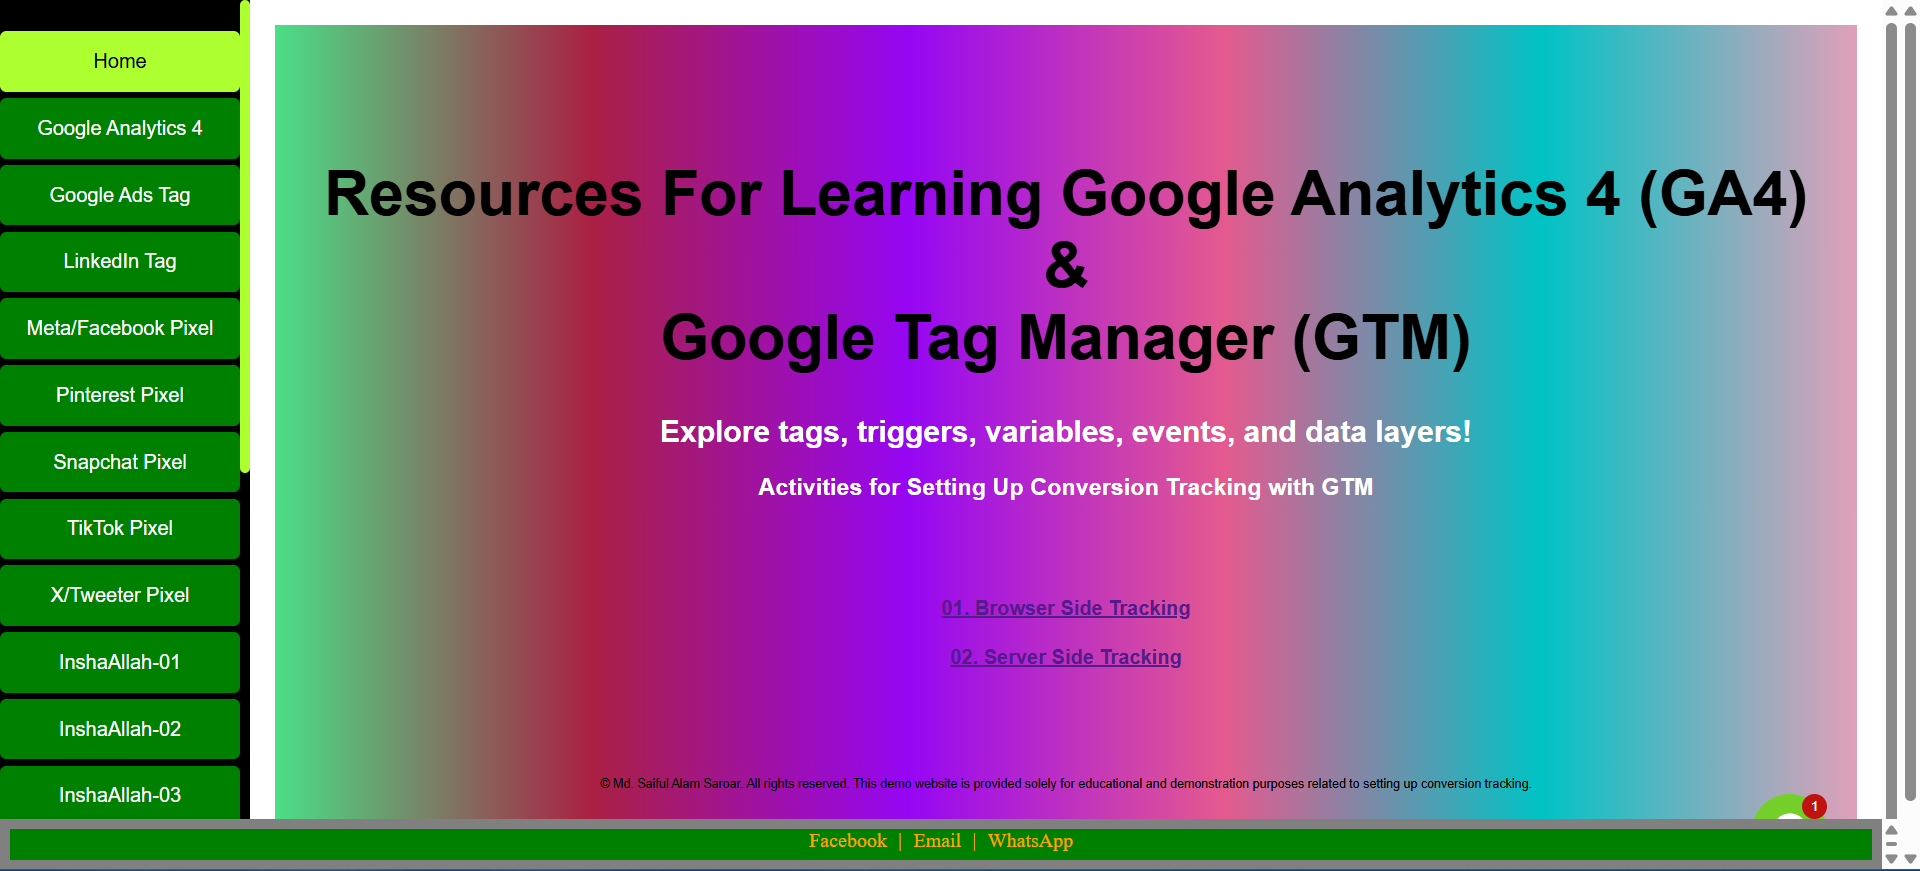 Home
Google Analytics 4
Google Ads Tag
LinkedIn Tag
Meta/Facebook Pixel
Pinterest Pixel
Snapchat Pixel
TikTok Pixel
X/Tweeter Pixel
InshaAllah-01
InshaAllah-02
InshaAllah-03
Resources For Learning Google Analytics 4 (GA4)
&
Google Tag Manager (GTM)
Explore tags, triggers, variables, events, and data layers!
Activities for Setting Up Conversion Tracking with GTM
01. Browser Side Tracking
02. Server Side Tracking
© Md. Saiful Alam Saroar. All rights reserved. This demo website is provided solely for educational and demonstration purposes related to setting up conversion tracking.
1
Facebook | Email | WhatsApp